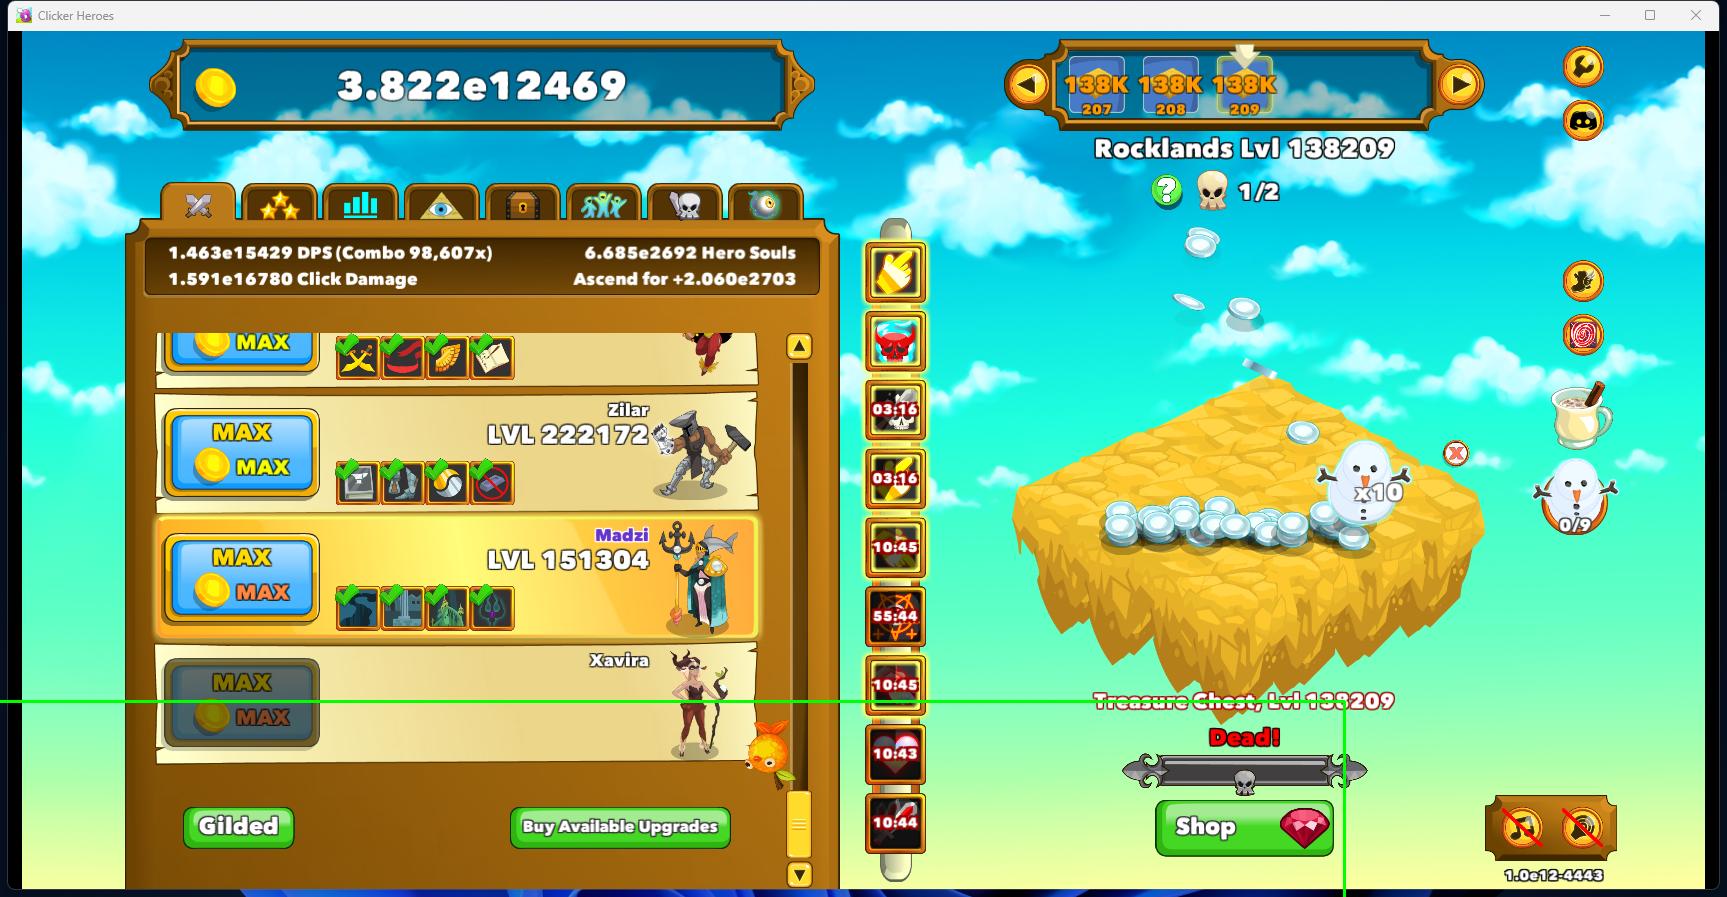 Clicker Heroes
3.822e12469
138K
207
138K
208
138K
209
Rocklands Lvl 138209
1/2
1.463e15429 DPS (Combo 98,607x)
6.685e2692 Hero Souls
1.591e16780 Click Damage
Ascend for +2.060e2703
MAX
Zilar
LVL 222172
MAX
MAX
Madzi
LVL 151304
MAX
MAX
Xavira
MAX
MAX
Gilded
Buy Available Upgrades
03:16
03:16
10:45
55:44
10:45
10:43
10:44
x10
X
0/9
Treasure Chest, Lvl 138209
Dead!
Shop
1.0e12-4443